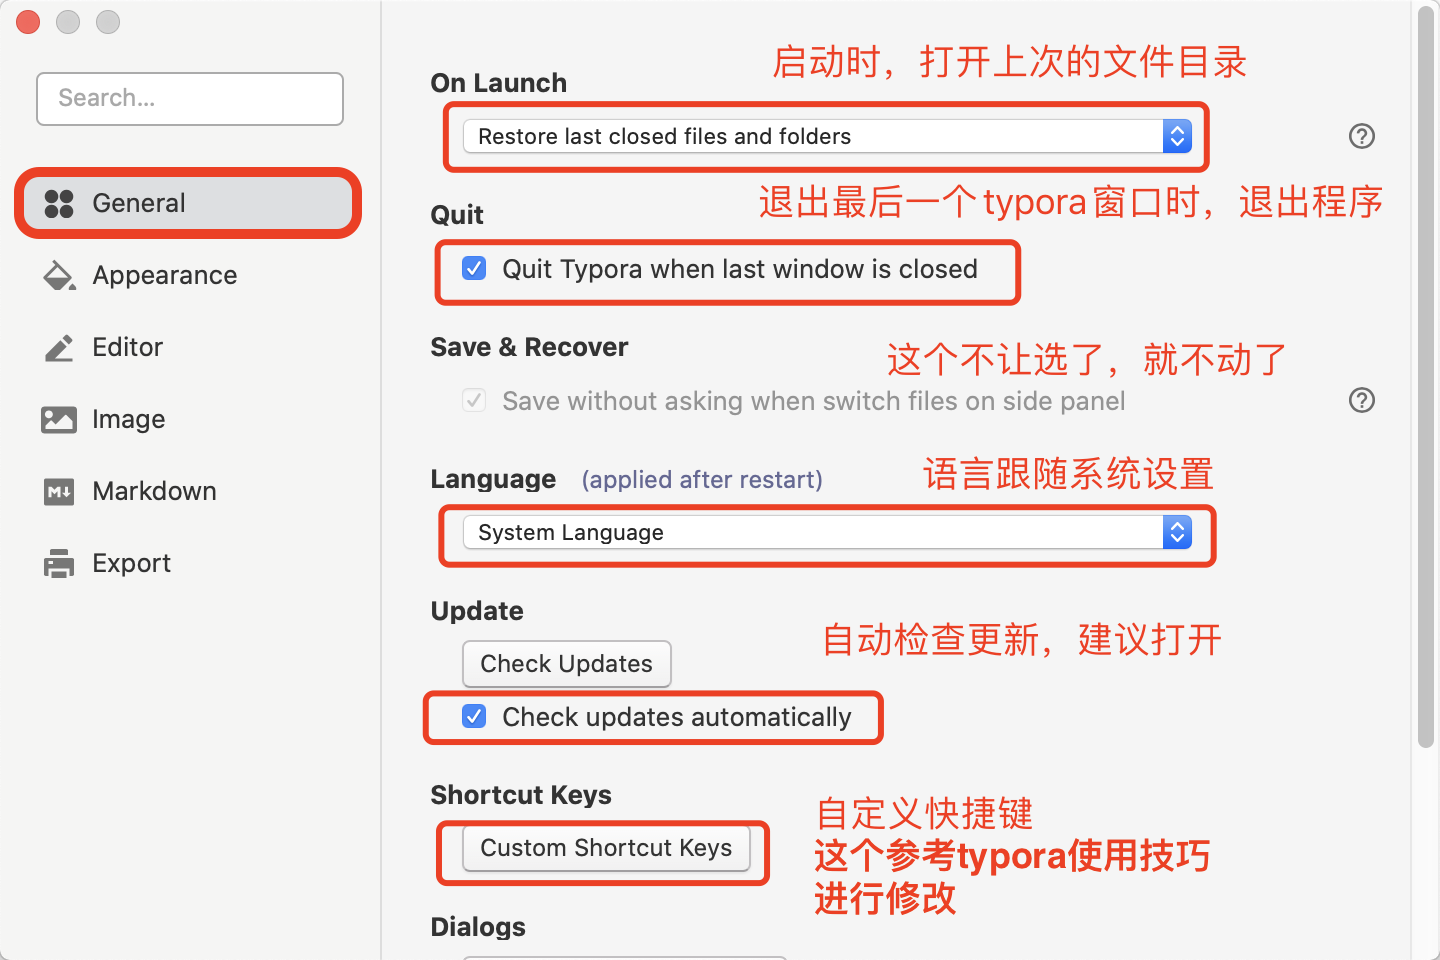 Search...
General
Appearance
Editor
Image
Markdown
Export
启动时，打开上次的文件目录
On Launch
Restore last closed files and folders
退出最后一个typora窗口时，退出程序
Quit
Quit Typora when last window is closed
Save & Recover
这个不让选了，就不动了
Save without asking when switch files on side panel
Language (applied after restart)
语言跟随系统设置
System Language
Update
自动检查更新，建议打开
Check Updates
Check updates automatically
Shortcut Keys
自定义快捷键
Custom Shortcut Keys
这个参考typora使用技巧
进行修改
Dialogs